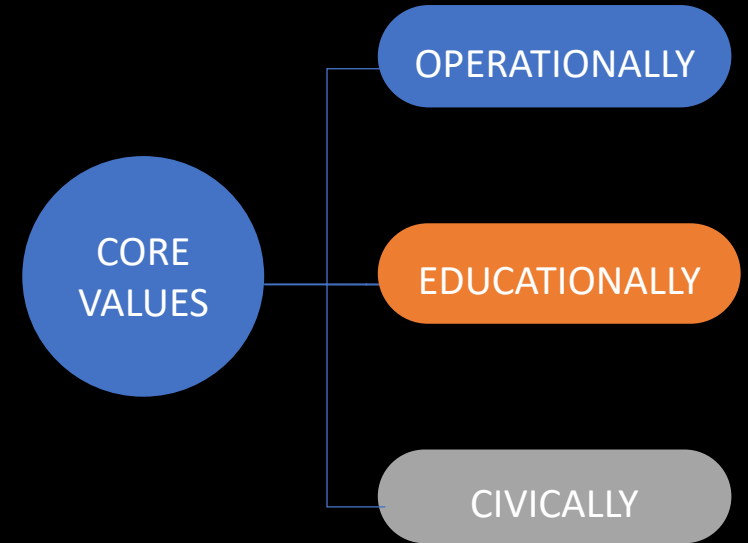 OPERATIONALLY
CORE
VALUES
EDUCATIONALLY
CIVICALLY